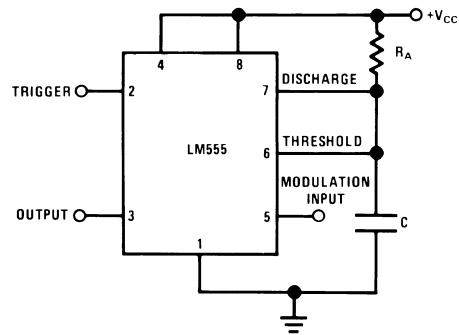 +VCC
4
8
RA
TRIGGER
2
7
DISCHARGE
LM555
6
THRESHOLD
MODULATION
INPUT
OUTPUT
3
5
C
1